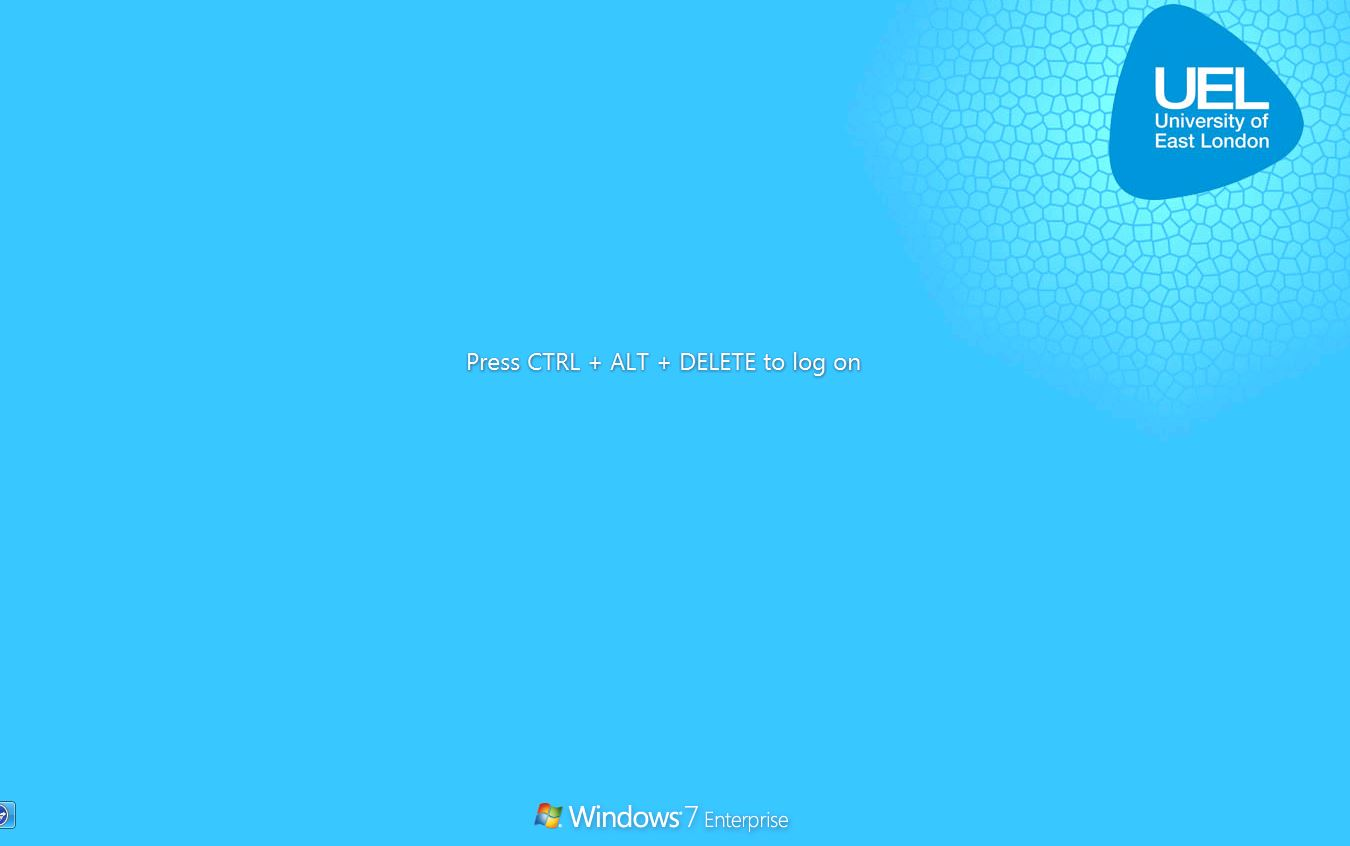 UEL
University of
East London
Press CTRL + ALT + DELETE to log on
Windows 7 Enterprise